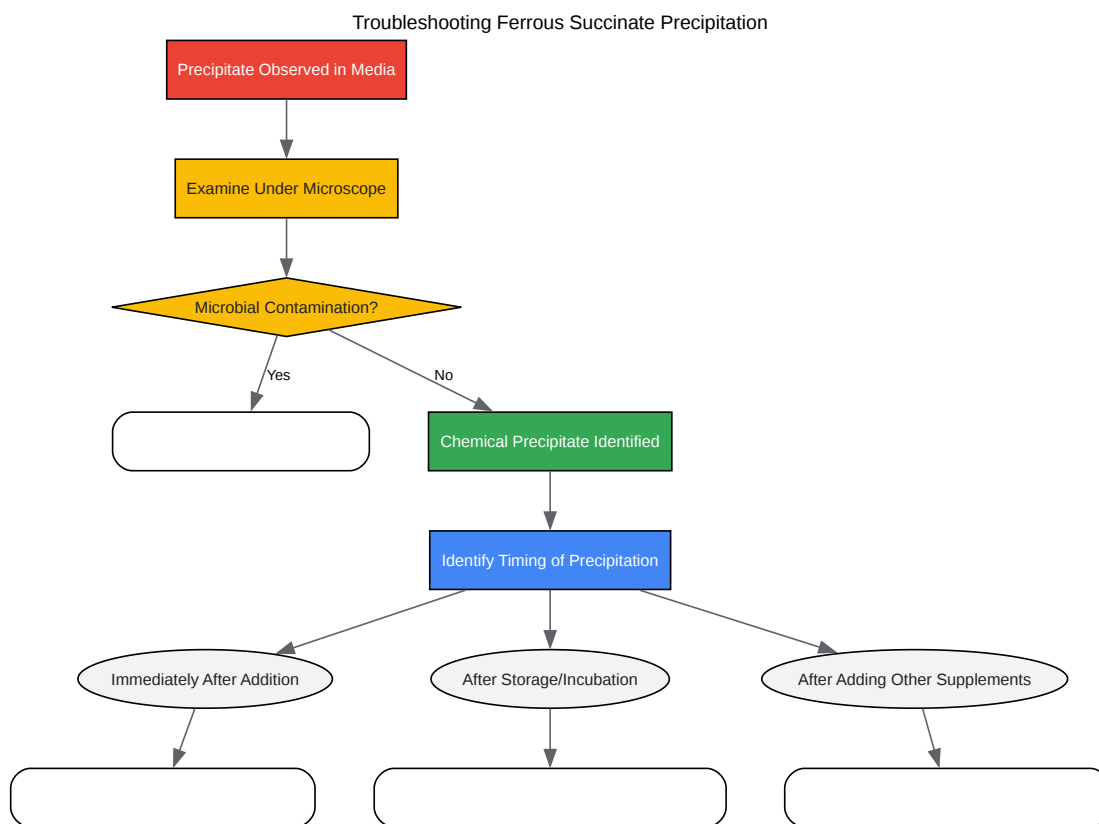 Troubleshooting Ferrous Succinate Precipitation
Precipitate Observed in Media
Examine Under Microscope
Microbial Contamination?
Yes
No
Chemical Precipitate Identified
Identify Timing of Precipitation
Immediately After Addition
After Storage/Incubation
After Adding Other Supplements